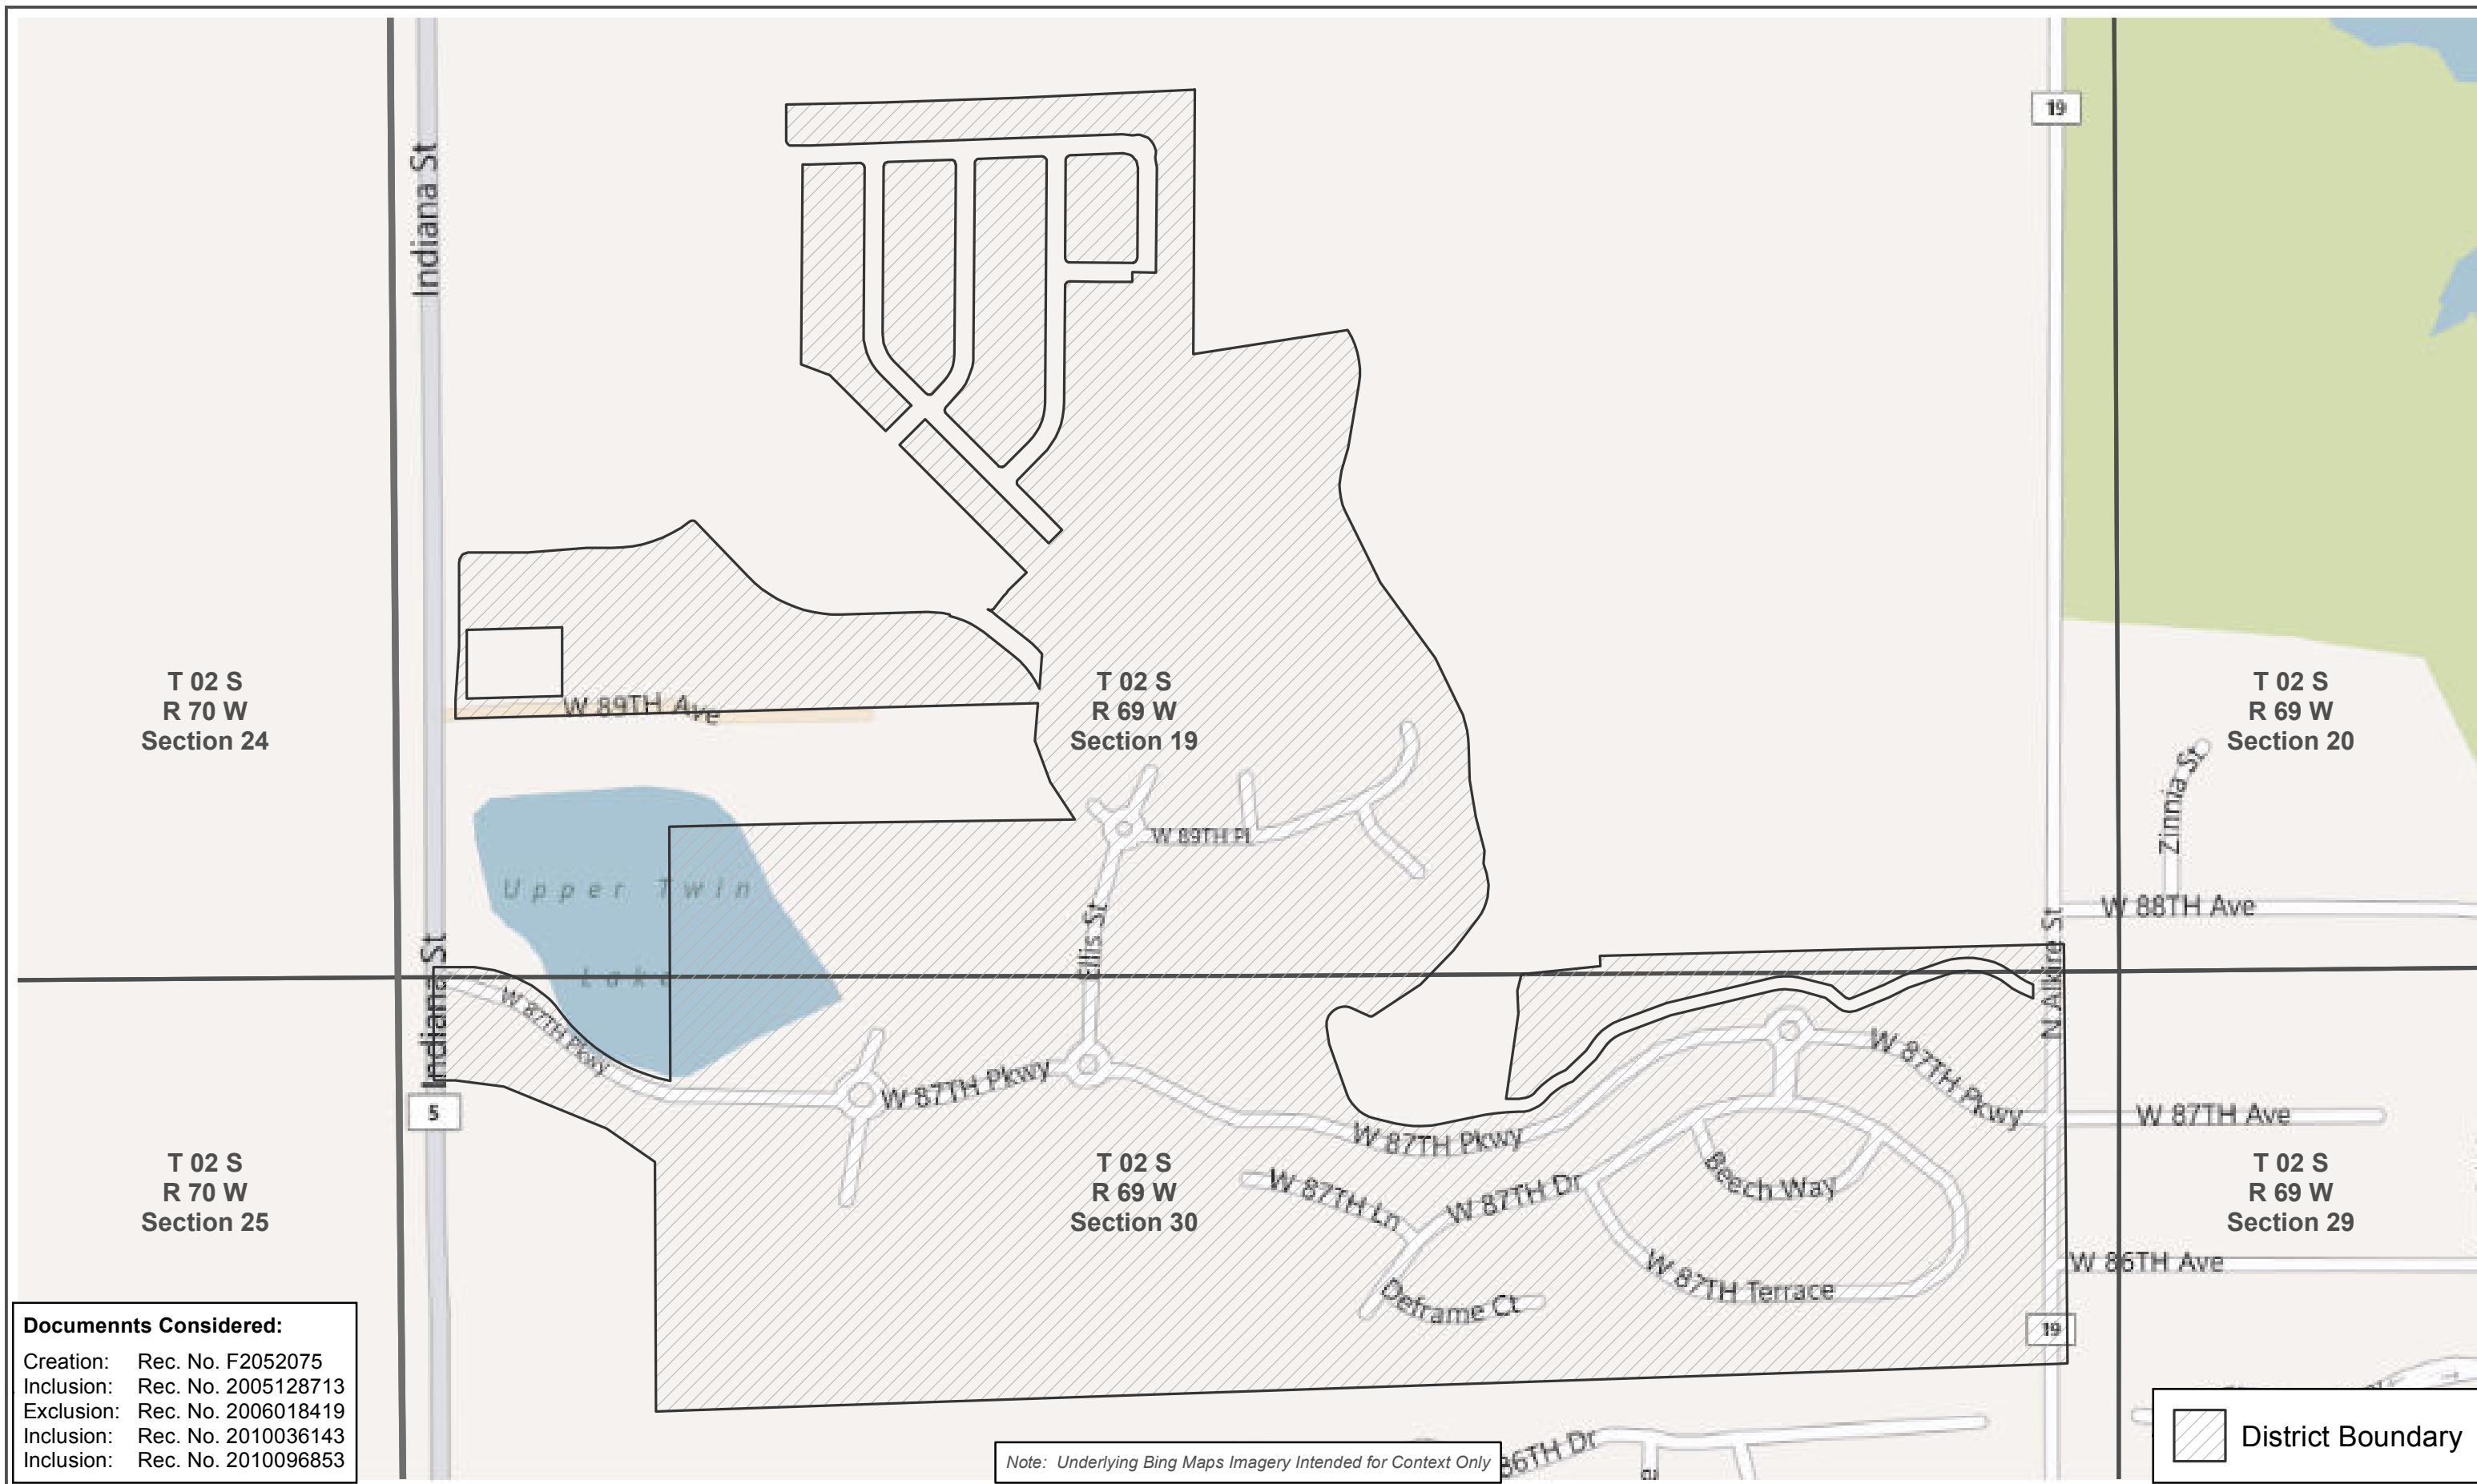 19
Indiana St
T 02 S
R 70 W
Section 24
T 02 S
R 69 W
Section 19
T 02 S
R 69 W
Section 20
W 89TH Ave
Zinnia St
W 89TH Pl
Upper Twin
Lake
Ellis St
W 88TH Ave
N Alkire St
Indiana St
W 87TH Pkwy
W 87TH Pkwy
W 87TH Pkwy
W 87TH Pkwy
5
W 87TH Ave
T 02 S
R 70 W
Section 25
T 02 S
R 69 W
Section 30
T 02 S
R 69 W
Section 29
W 87TH Ln
W 87TH Dr
Beech Way
W 87TH Terrace
Deframe Ct
W 86TH Ave
19
Documennts Considered:
Creation: Rec. No. F2052075
Inclusion: Rec. No. 2005128713
Exclusion: Rec. No. 2006018419
Inclusion: Rec. No. 2010036143
Inclusion: Rec. No. 2010096853
Note: Underlying Bing Maps Imagery Intended for Context Only
86TH Dr
District Boundary